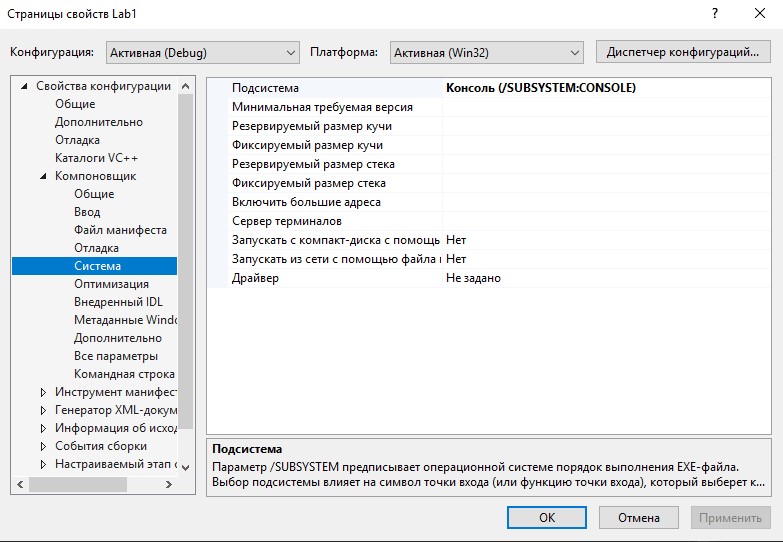 Страницы свойств Lab1
?
Конфигурация: Активная (Debug) Платформа: Активная (Win32) Диспетчер конфигураций...
Свойства конфигурации
Общие
Дополнительно
Отладка
Каталоги VC++
Компоновщик
Общие
Ввод
Файл манифеста
Отладка
Система
Оптимизация
Внедренный IDL
Метаданные Windo
Дополнительно
Все параметры
Командная строка
Инструмент манифест
Генератор XML-докум
Информация об исход
События сборки
Настраиваемый этап с
Подсистема Консоль (/SUBSYSTEM:CONSOLE)
Минимальная требуемая версия
Резервируемый размер кучи
Фиксируемый размер кучи
Резервируемый размер стека
Фиксируемый размер стека
Включить большие адреса
Сервер терминалов
Запускать с компакт-диска с помощь Нет
Запускать из сети с помощью файла Нет
Драйвер Не задано
Подсистема
Параметр /SUBSYSTEM предписывает операционной системе порядок выполнения EXE-файла.
Выбор подсистемы влияет на символ точки входа (или функцию точки входа), который выберет к...
ОК Отмена Применить